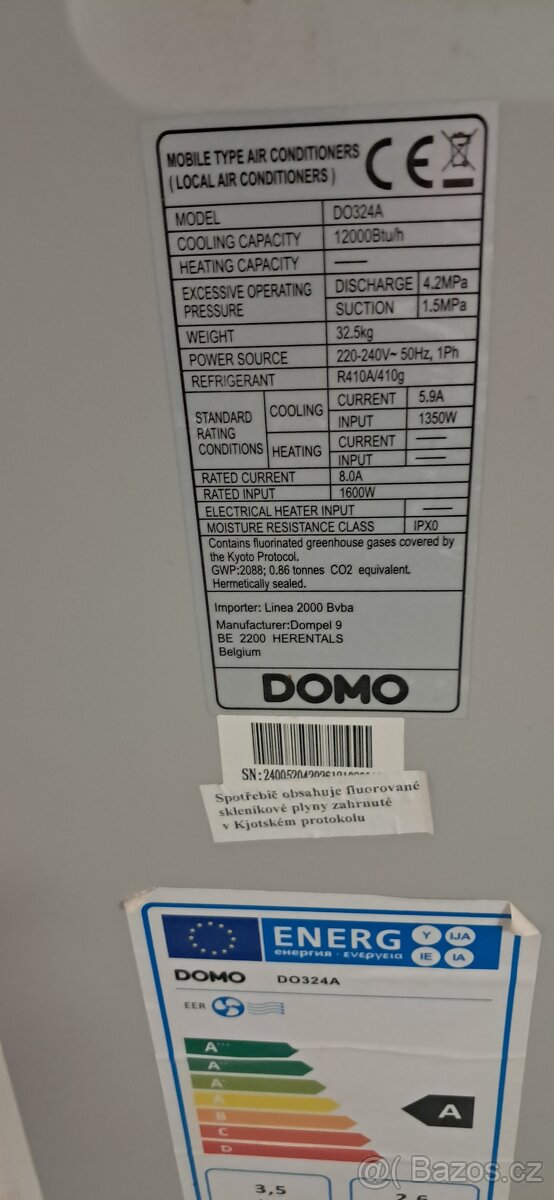 MOBILE TYPE AIR CONDITIONERS
( LOCAL AIR CONDITIONERS )
CE
MODEL DO324A
COOLING CAPACITY 12000Btu/h
HEATING CAPACITY —
EXCESSIVE OPERATING PRESSURE DISCHARGE 4.2MPa
SUCTION 1.5MPa
WEIGHT 32.5kg
POWER SOURCE 220-240V~ 50Hz, 1Ph
REFRIGERANT R410A/410g
STANDARD RATING CONDITIONS COOLING CURRENT 5.9A
INPUT 1350W
HEATING CURRENT —
INPUT —
RATED CURRENT 8.0A
RATED INPUT 1600W
ELECTRICAL HEATER INPUT —
MOISTURE RESISTANCE CLASS IPX0
Contains fluorinated greenhouse gases covered by
the Kyoto Protocol.
GWP:2088; 0.86 tonnes CO2 equivalent.
Hermetically sealed.
Importer: Linea 2000 Bvba
Manufacturer:Dompel 9
BE 2200 HERENTALS
Belgium
DOMO
Spotřebič obsahuje fluorované
skleníkové plyny zahrnuté
v Kjotském protokolu
ENERG Y IJA
енергия · ενεργεια IE IA
DOMO DO324A
EER
A+++
A++
A+
A
B
C
D
A
3,5
2,6
@ Bazos.cz